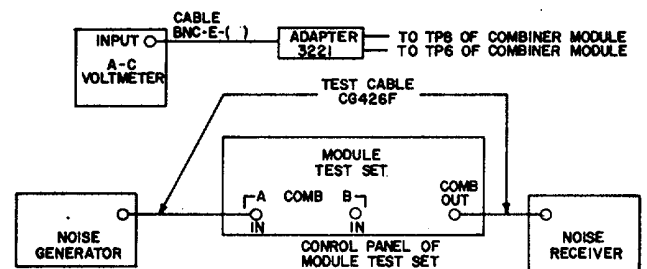 CABLE
BNC-E-( )
INPUT
A-C
VOLTMETER
ADAPTER
3221
TO TP8 OF COMBINER MODULE
TO TP6 OF COMBINER MODULE
TEST CABLE
CG426F
MODULE
TEST SET
A COMB B
IN IN
COMB
OUT
NOISE
GENERATOR
CONROL PANEL OF
MODULE TEST SET
NOISE
RECEIVER